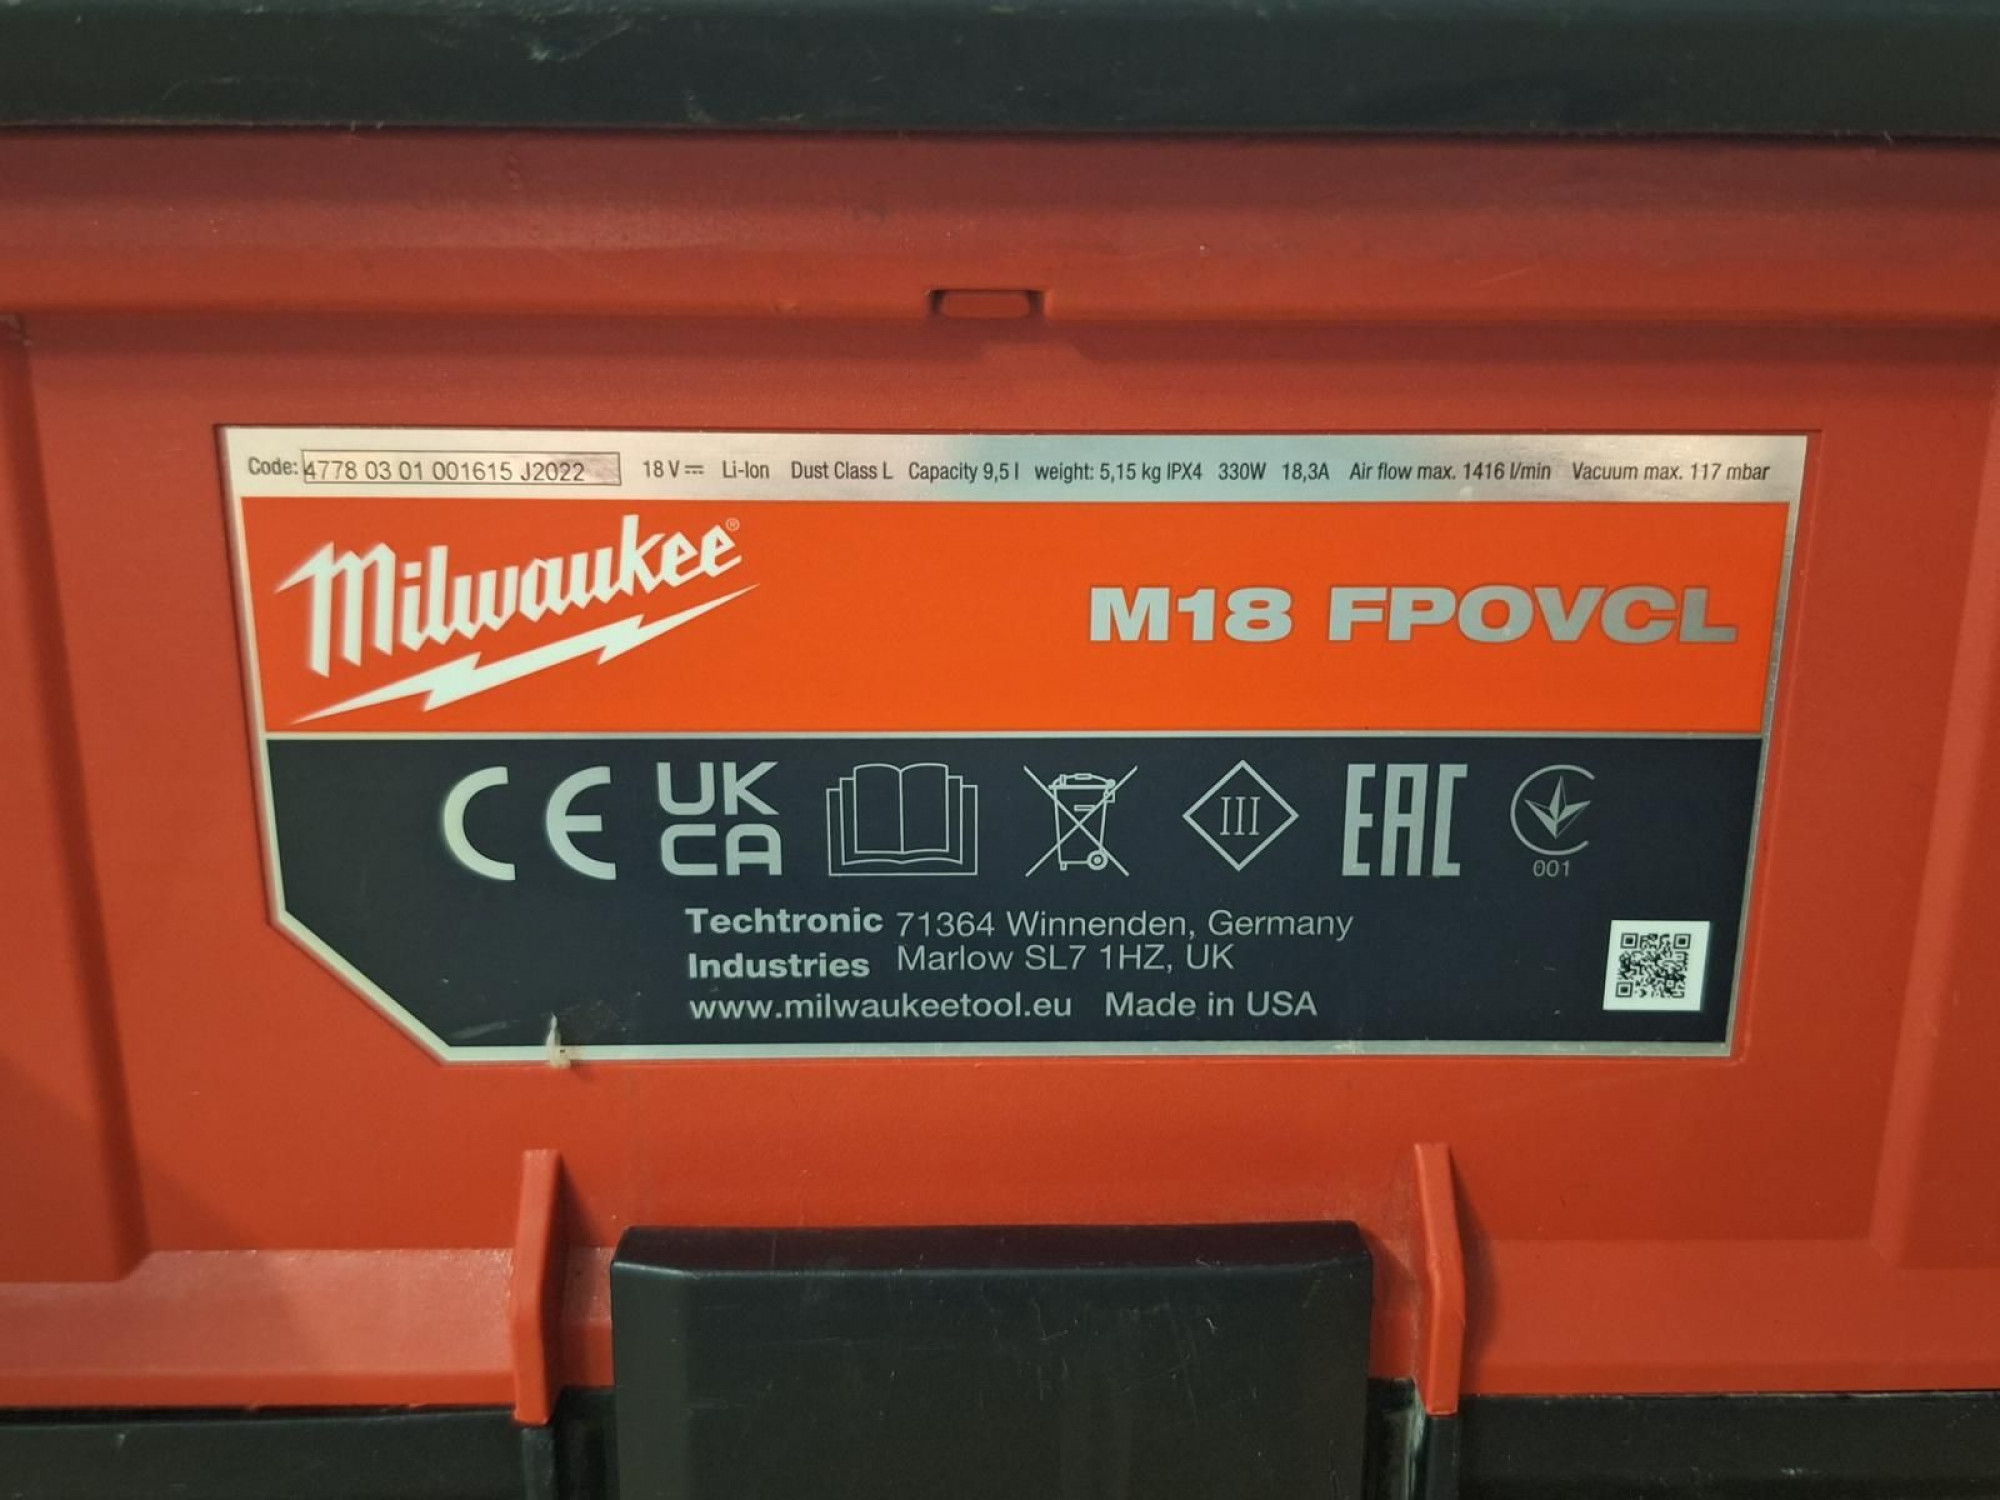 Code: 4778 03 01 001615 J2022 18 V Li-Ion Dust Class L Capacity 9,5 l weight: 5,15 kg IPX4 330W 18,3A Air flow max. 1416 l/min Vacuum max. 117 mbar
Milwaukee®
M18 FPOVCL
CE UK CA III EAC
001
Techtronic Industries
71364 Winnenden, Germany
Marlow SL7 1HZ, UK
www.milwaukeetool.eu Made in USA